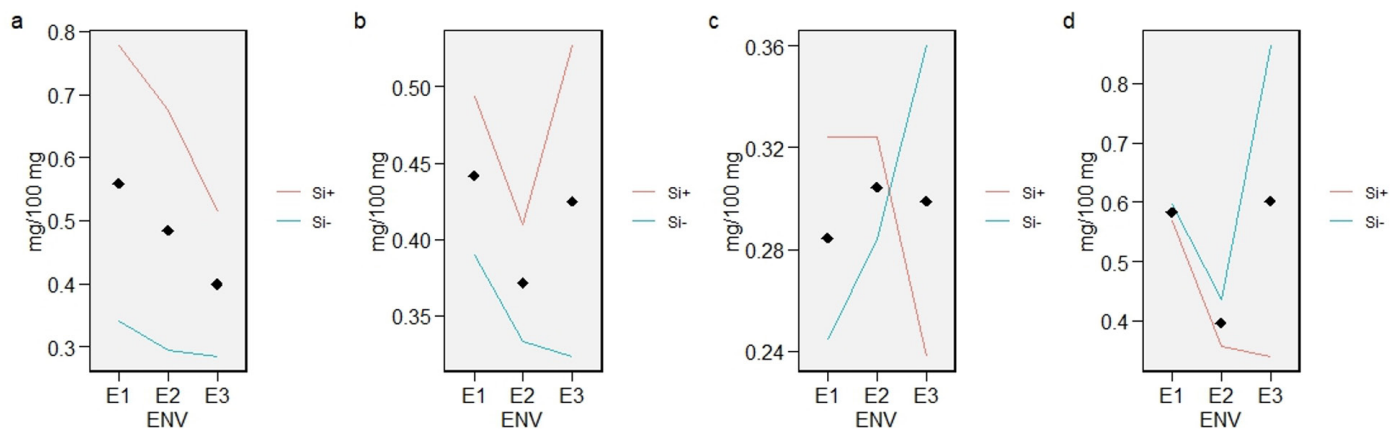 a
mg/100 mg
0.8
0.7
0.6
0.5
0.4
0.3
E1 E2 E3
ENV
Si+
Si-
b
mg/100 mg
0.50
0.45
0.40
0.35
E1 E2 E3
ENV
Si+
Si-
c
mg/100 mg
0.36
0.32
0.28
0.24
E1 E2 E3
ENV
Si+
Si-
d
mg/100 mg
0.8
0.7
0.6
0.5
0.4
E1 E2 E3
ENV
Si+
Si-